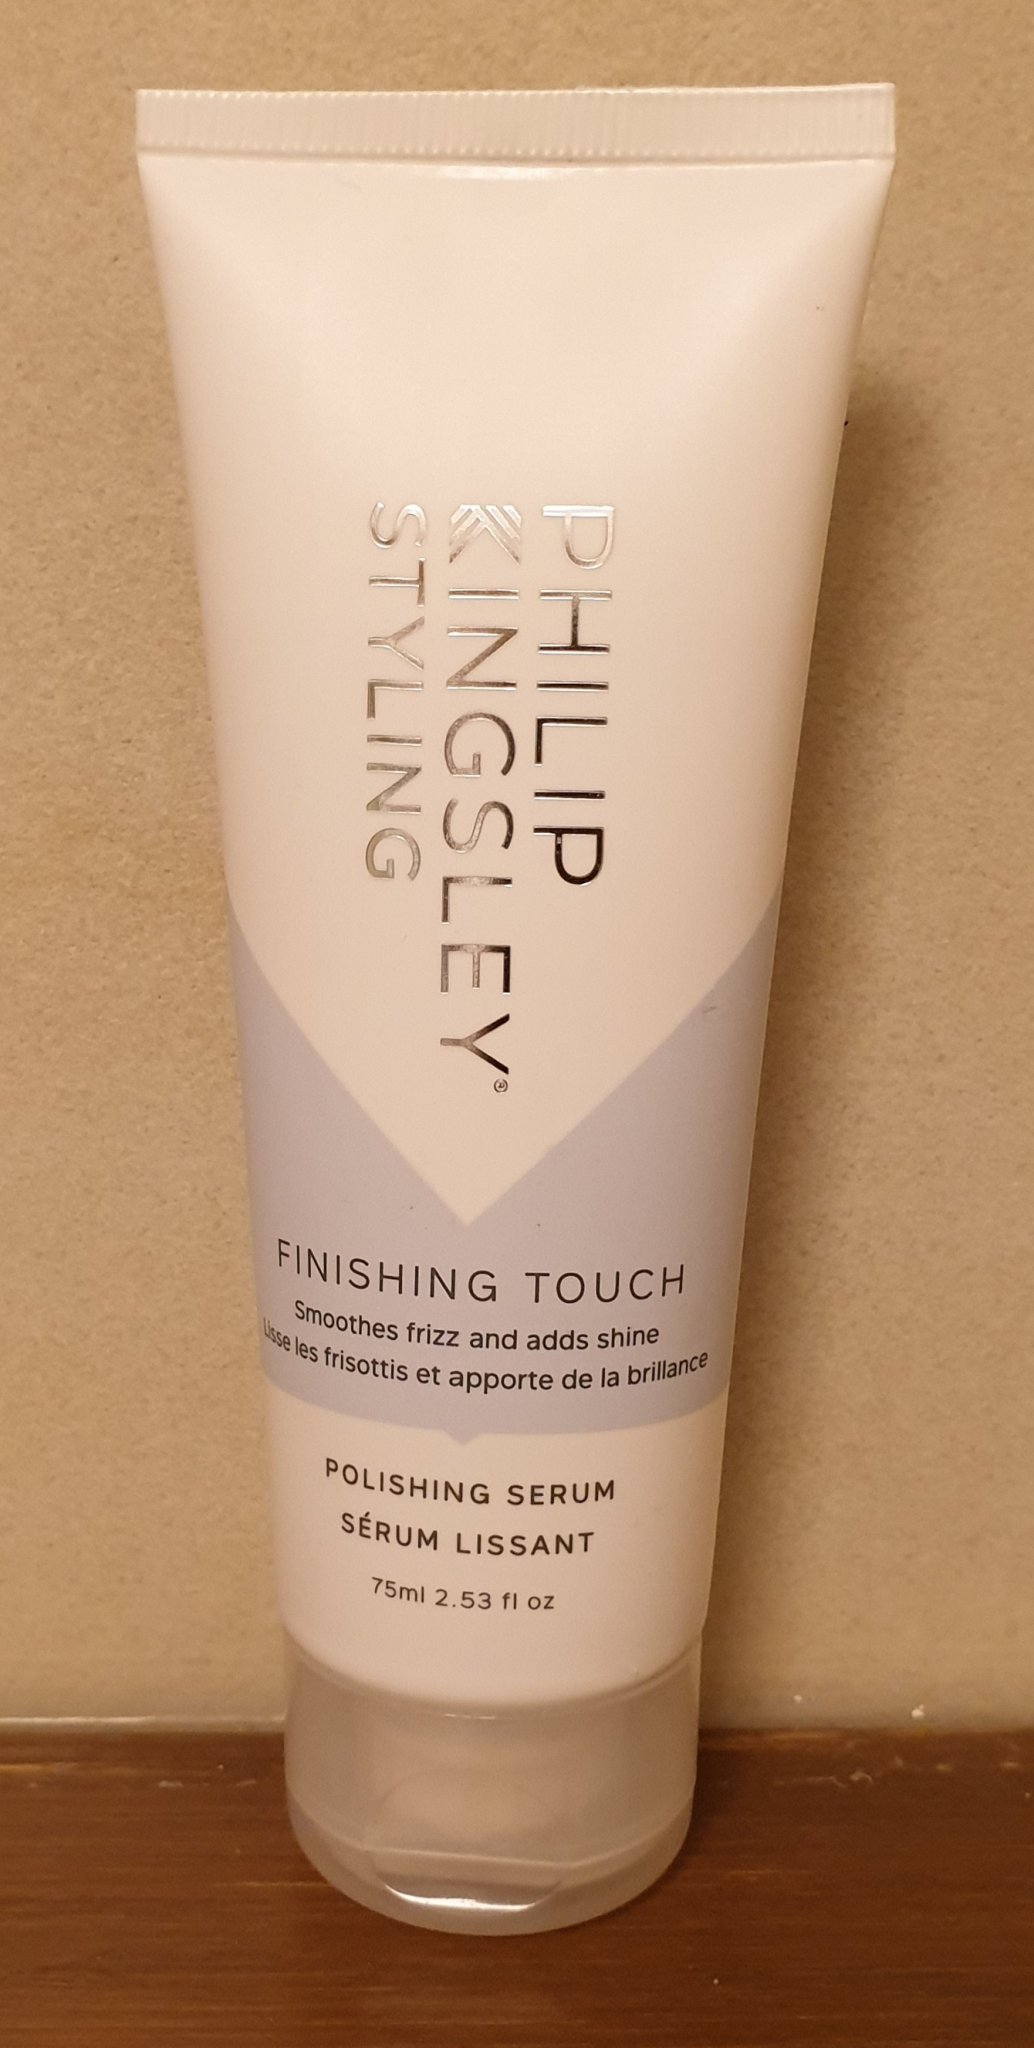 PHILIP
KINGSLEY®
STYLING
FINISHING TOUCH
Smoothes frizz and adds shine
Lisse les frisottis et apporte de la brillance
POLISHING SERUM
SÉRUM LISSANT
75ml 2.53 fl oz